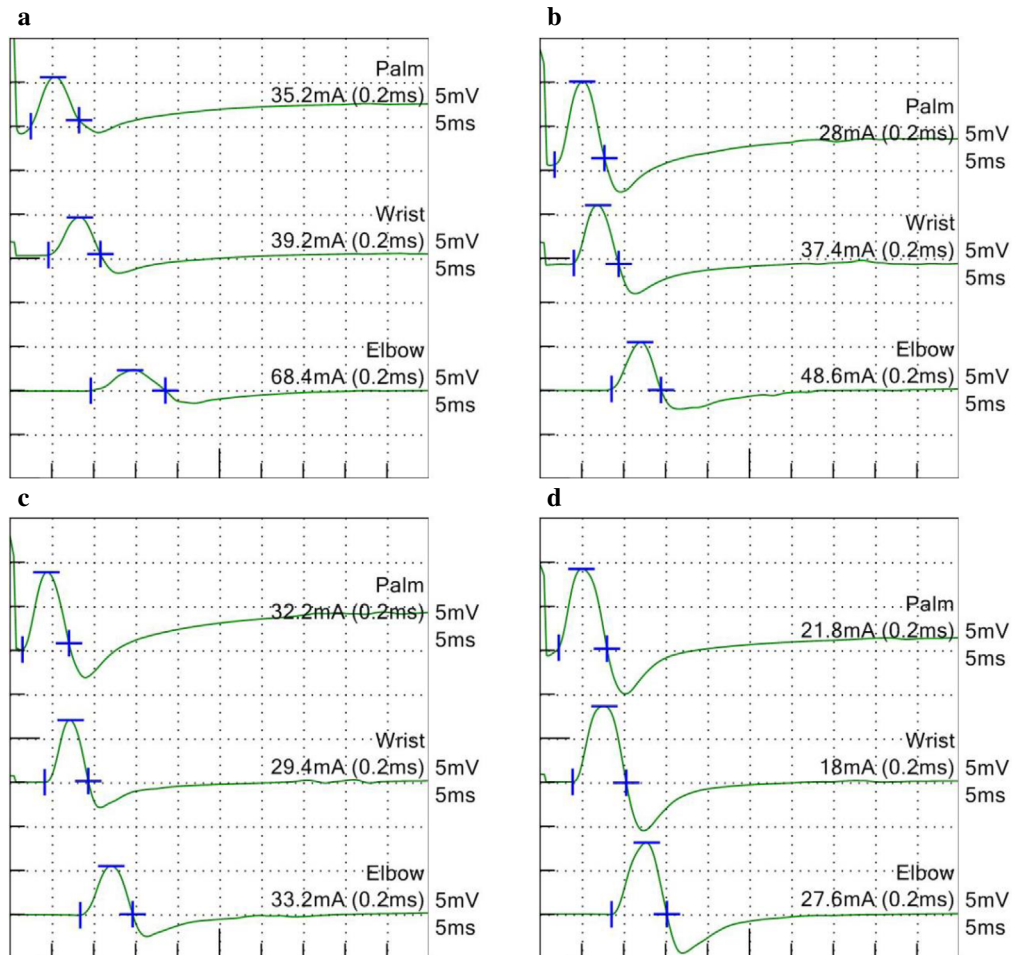 a
Palm
35.2mA (0.2ms) 5mV
5ms
Wrist
39.2mA (0.2ms) 5mV
5ms
Elbow
68.4mA (0.2ms) 5mV
5ms
b
Palm
28mA (0.2ms) 5mV
5ms
Wrist
37.4mA (0.2ms) 5mV
5ms
Elbow
48.6mA (0.2ms) 5mV
5ms
c
Palm
32.2mA (0.2ms) 5mV
5ms
Wrist
29.4mA (0.2ms) 5mV
5ms
Elbow
33.2mA (0.2ms) 5mV
5ms
d
Palm
21.8mA (0.2ms) 5mV
5ms
Wrist
18mA (0.2ms) 5mV
5ms
Elbow
27.6mA (0.2ms) 5mV
5ms